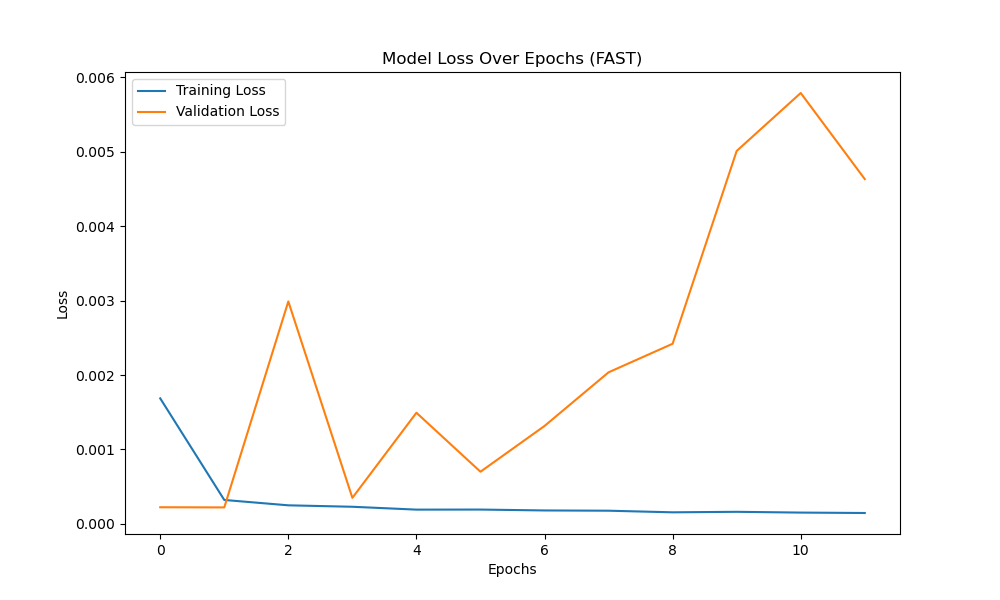 Model Loss Over Epochs (FAST)
Training Loss
Validation Loss
0.006
0.005
0.004
0.003
0.002
0.001
0.000
Loss
0 2 4 6 8 10
Epochs